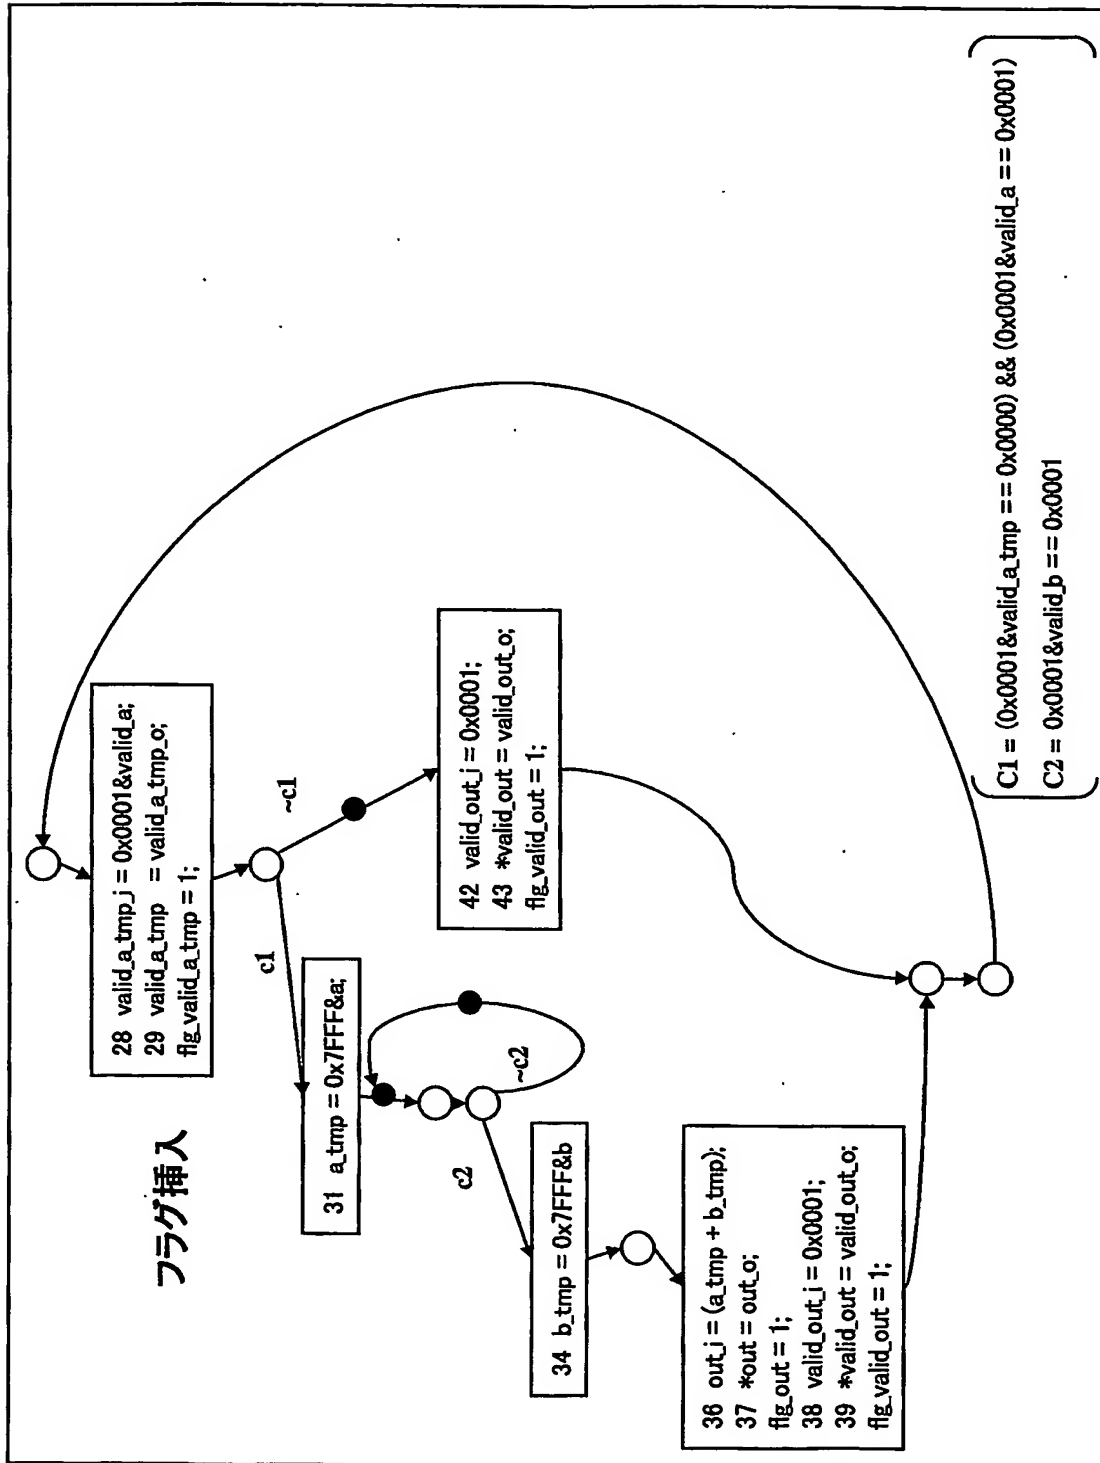 フラグ挿入
28 valid_a_tmp_i = 0x0001&valid_a;
29 valid_a_tmp = valid_a_tmp_o;
flg_valid_a_tmp = 1;
c1
~c1
31 a_tmp = 0x7FFF&a;
42 valid_out_i = 0x0001;
43 *valid_out = valid_out_o;
flg_valid_out = 1;
c2
~c2
34 b_tmp = 0x7FFF&b
36 out_i = (a_tmp + b_tmp);
37 *out = out_o;
flg_out = 1;
38 valid_out_i = 0x0001;
39 *valid_out = valid_out_o;
flg_valid_out = 1;
C1 = (0x0001&valid_a_tmp == 0x0000) && (0x0001&valid_a == 0x0001)
C2 = 0x0001&valid_b == 0x0001